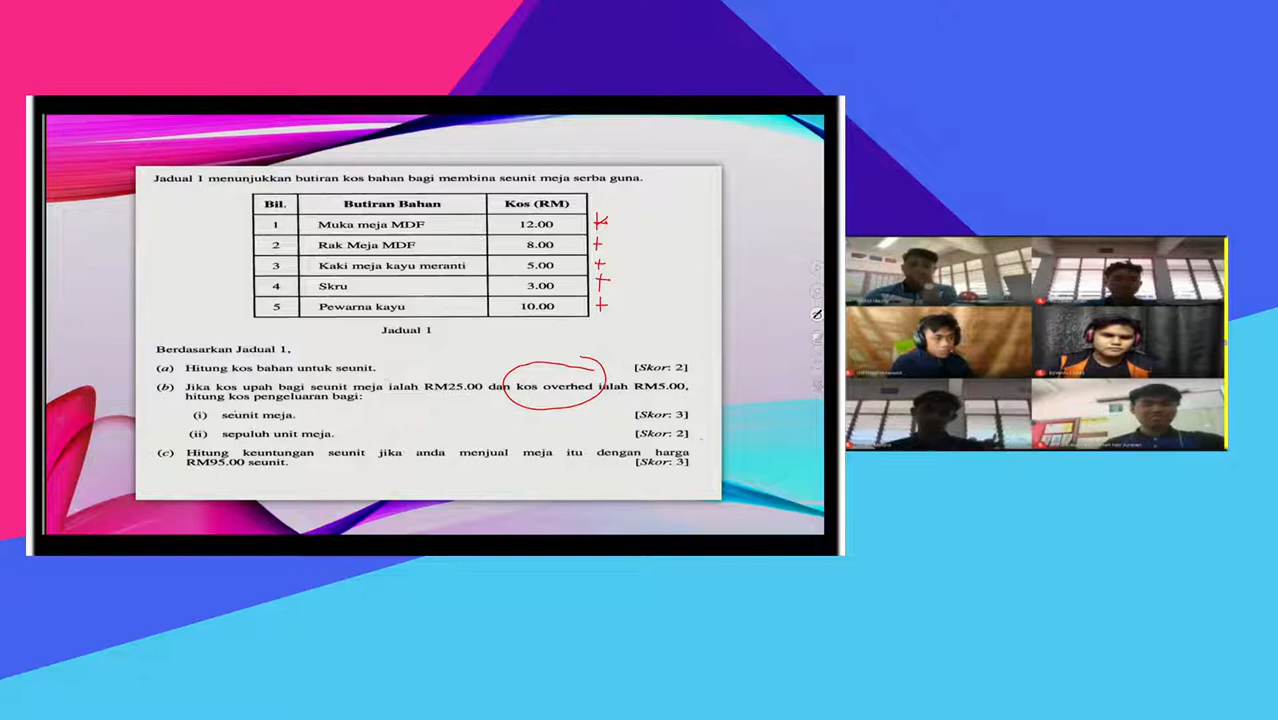 Jadual 1 menunjukkan butiran kos bahan bagi membina seunit meja serba guna.
Bil. Butiran Bahan Kos (RM)
1 Muka meja MDF 12.00
2 Rak Meja MDF 8.00
3 Kaki meja kayu meranti 5.00
4 Skru 3.00
5 Pewarna kayu 10.00
Jadual 1
Berdasarkan Jadual 1,
(a) Hitung kos bahan untuk seunit. [Skor: 2]
(b) Jika kos upah bagi seunit meja ialah RM25.00 dan kos overhed ialah RM5.00,
hitung kos pengeluaran bagi:
(i) seunit meja. [Skor: 3]
(ii) sepuluh unit meja. [Skor: 2]
(c) Hitung keuntungan seunit jika anda menjual meja itu dengan harga
RM95.00 seunit. [Skor: 3]